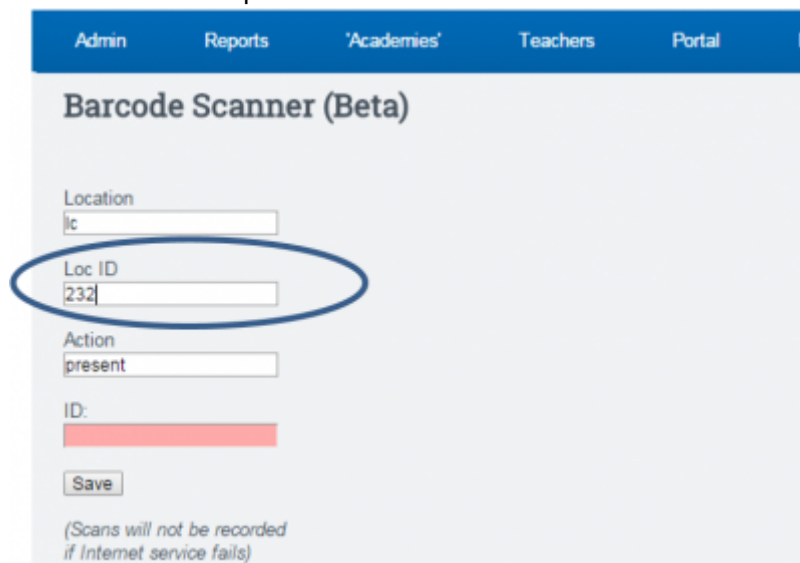 Admin Reports 'Academies' Teachers Portal
Barcode Scanner (Beta)
Location
lc
Loc ID
232
Action
present
ID:
Save
(Scans will not be recorded
if Internet service fails)